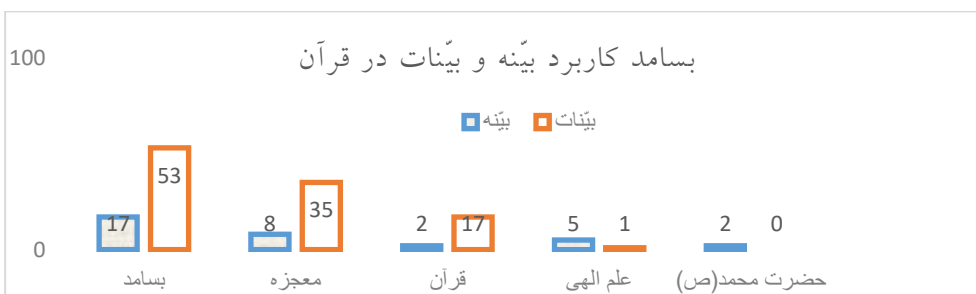 بسامد کاربرد بیّنه و بیّنات در قرآن
100
بیّنه بیّنات
53
35
17 8 2 17 5 1 2 0
0
بسامد معجزه قرآن علم الهی حضرت محمد(ص)